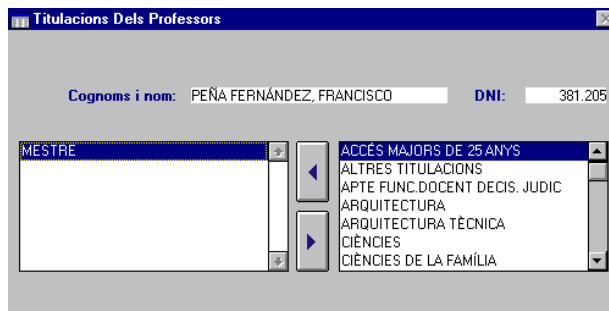 Titulacions Dels Professors
Cognoms i nom: PEÑA FERNÁNDEZ, FRANCISCO DNI: 381.205
MESTRE
ACCÉS MAJORS DE 25 ANYS
ALTRES TITULACIONS
APTE FUNC.DOCENT DECIS. JUDIC
ARQUITECTURA
ARQUITECTURA TÈCNICA
CIÈNCIES
CIÈNCIES DE LA FAMÍLIA